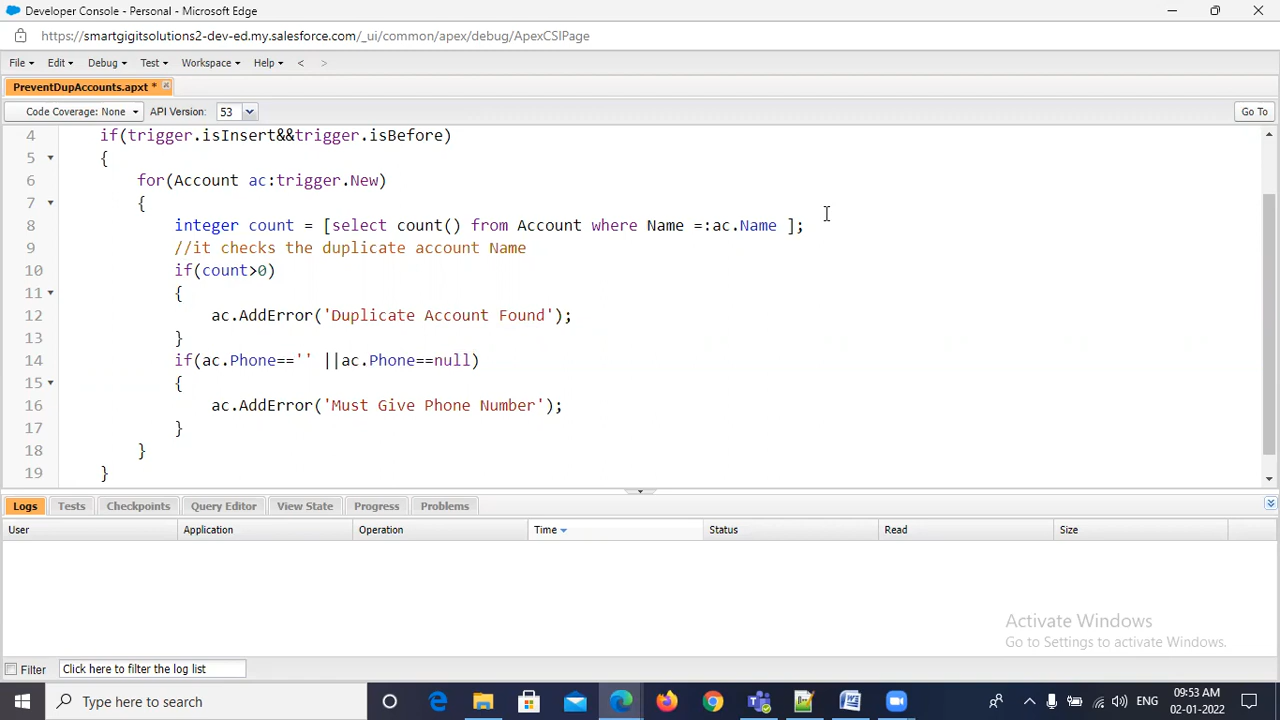 Developer Console - Personal - Microsoft Edge
https://smartgigitsolutions2-dev-ed.my.salesforce.com/_ui/common/apex/debug/ApexCSIPage
File Edit Debug Test Workspace Help < >
PreventDupAccounts.apxt *
Code Coverage: None API Version: 53 Go To
4 if(trigger.isInsert&&trigger.isBefore)
5 {
6 for(Account ac:trigger.New)
7 {
8 integer count = [select count() from Account where Name =:ac.Name ];
9 //it checks the duplicate account Name
10 if(count>0)
11 {
12 ac.AddError('Duplicate Account Found');
13 }
14 if(ac.Phone=='' ||ac.Phone==null)
15 {
16 ac.AddError('Must Give Phone Number');
17 }
18 }
19 }
Logs Tests Checkpoints Query Editor View State Progress Problems
User Application Operation Time Status Read Size
Activate Windows
Go to Settings to activate Windows.
Filter Click here to filter the log list
Type here to search
ENG
09:53 AM
02-01-2022